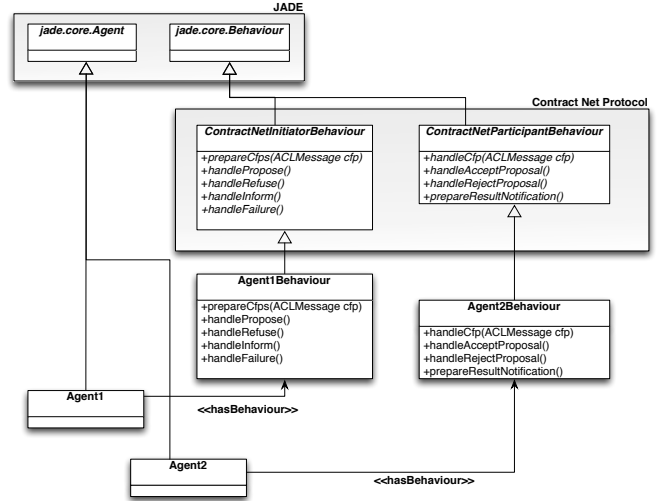 JADE
jade.core.Agent
jade.core.Behaviour
Contract Net Protocol
ContractNetInitiatorBehaviour
+prepareCfps(ACLMessage cfp)
+handlePropose()
+handleRefuse()
+handleInform()
+handleFailure()
ContractNetParticipantBehaviour
+handleCfp(ACLMessage cfp)
+handleAcceptProposal()
+handleRejectProposal()
+prepareResultNotification()
Agent1Behaviour
+prepareCfps(ACLMessage cfp)
+handlePropose()
+handleRefuse()
+handleInform()
+handleFailure()
Agent2Behaviour
+handleCfp(ACLMessage cfp)
+handleAcceptProposal()
+handleRejectProposal()
+prepareResultNotification()
Agent1
<<hasBehaviour>>
Agent2
<<hasBehaviour>>